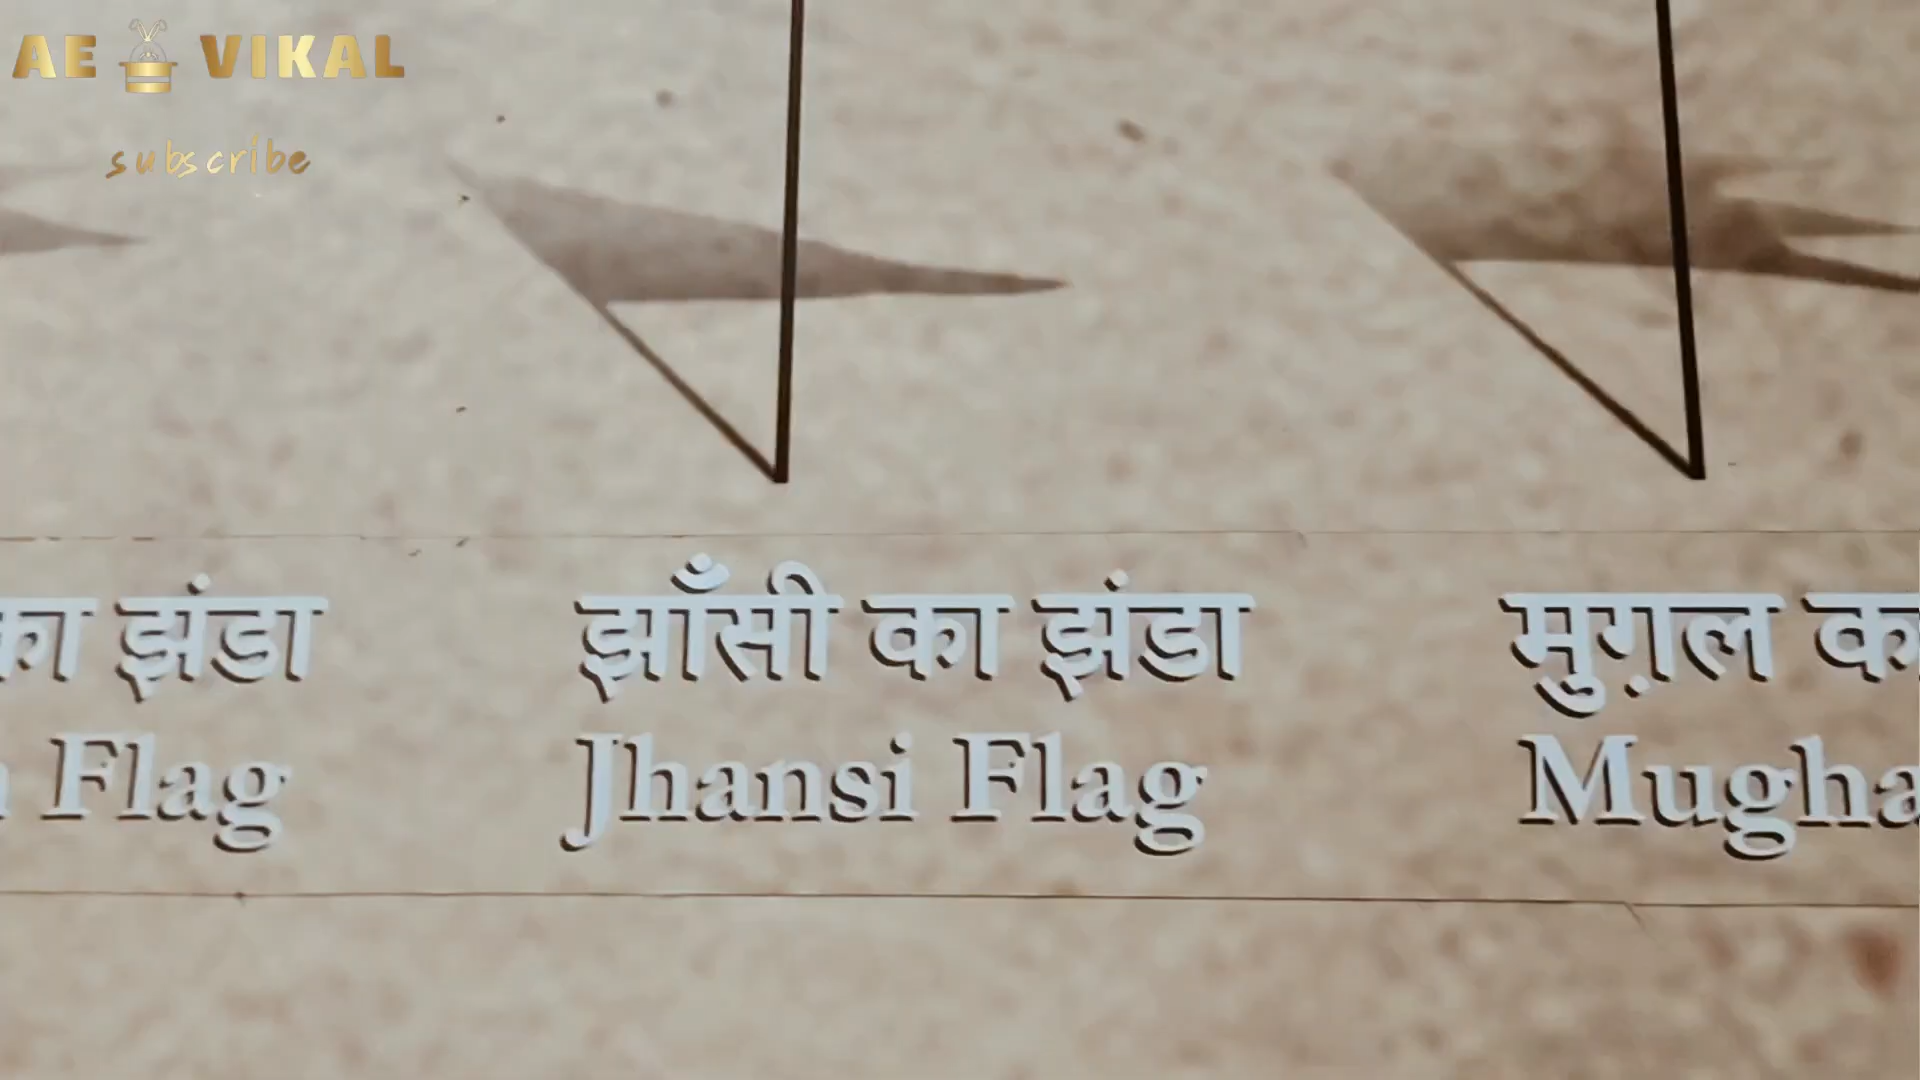 AE VIKAL
subscribe
का झंडा
झाँसी का झंडा
मुग़ल
Flag
Jhansi Flag